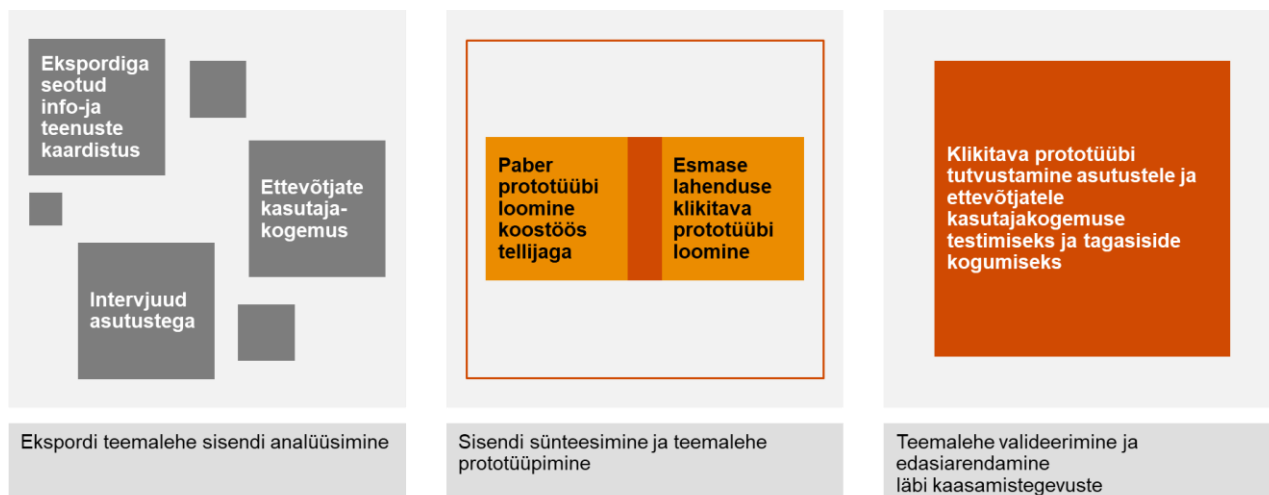 Ekspordiga
seotud
info-ja
teenuste
kaardistus
Ettevõtjate
kasutaja-
kogemus
Intervjuud
asutustega
Ekspordi teemalehe sisendi analüüsimine
Paber
prototüübi
loomine
koostöös
tellijaga
Esmase
lahenduse
klikitava
prototüübi
loomine
Sisendi sünteesimine ja teemalehe
prototüüpimine
Klikitava prototüübi
tutvustamine asutustele ja
ettevõtjatele
kasutajakogemuse
testimiseks ja tagasiside
kogumiseks
Teemalehe valideerimine ja
edasiarendamine
läbi kaasamistegevuste